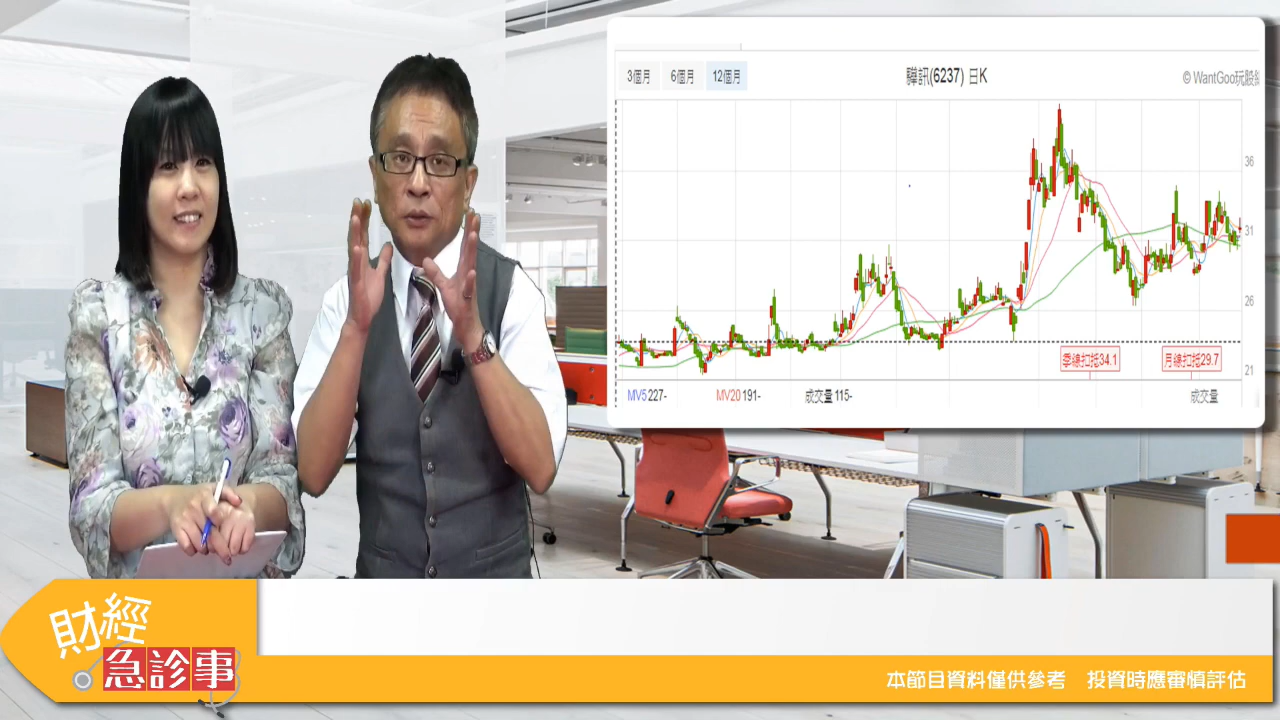 3個月 6個月 12個月
驊訊(6237) 日K
© WantGoo玩股
36
31
26
21
季線扣抵34.1
月線扣抵29.7
MV5 227-
MV20 191-
成交量 115-
成交量
財經
急診事
本節目資料僅供參考 投資時應審慎評估